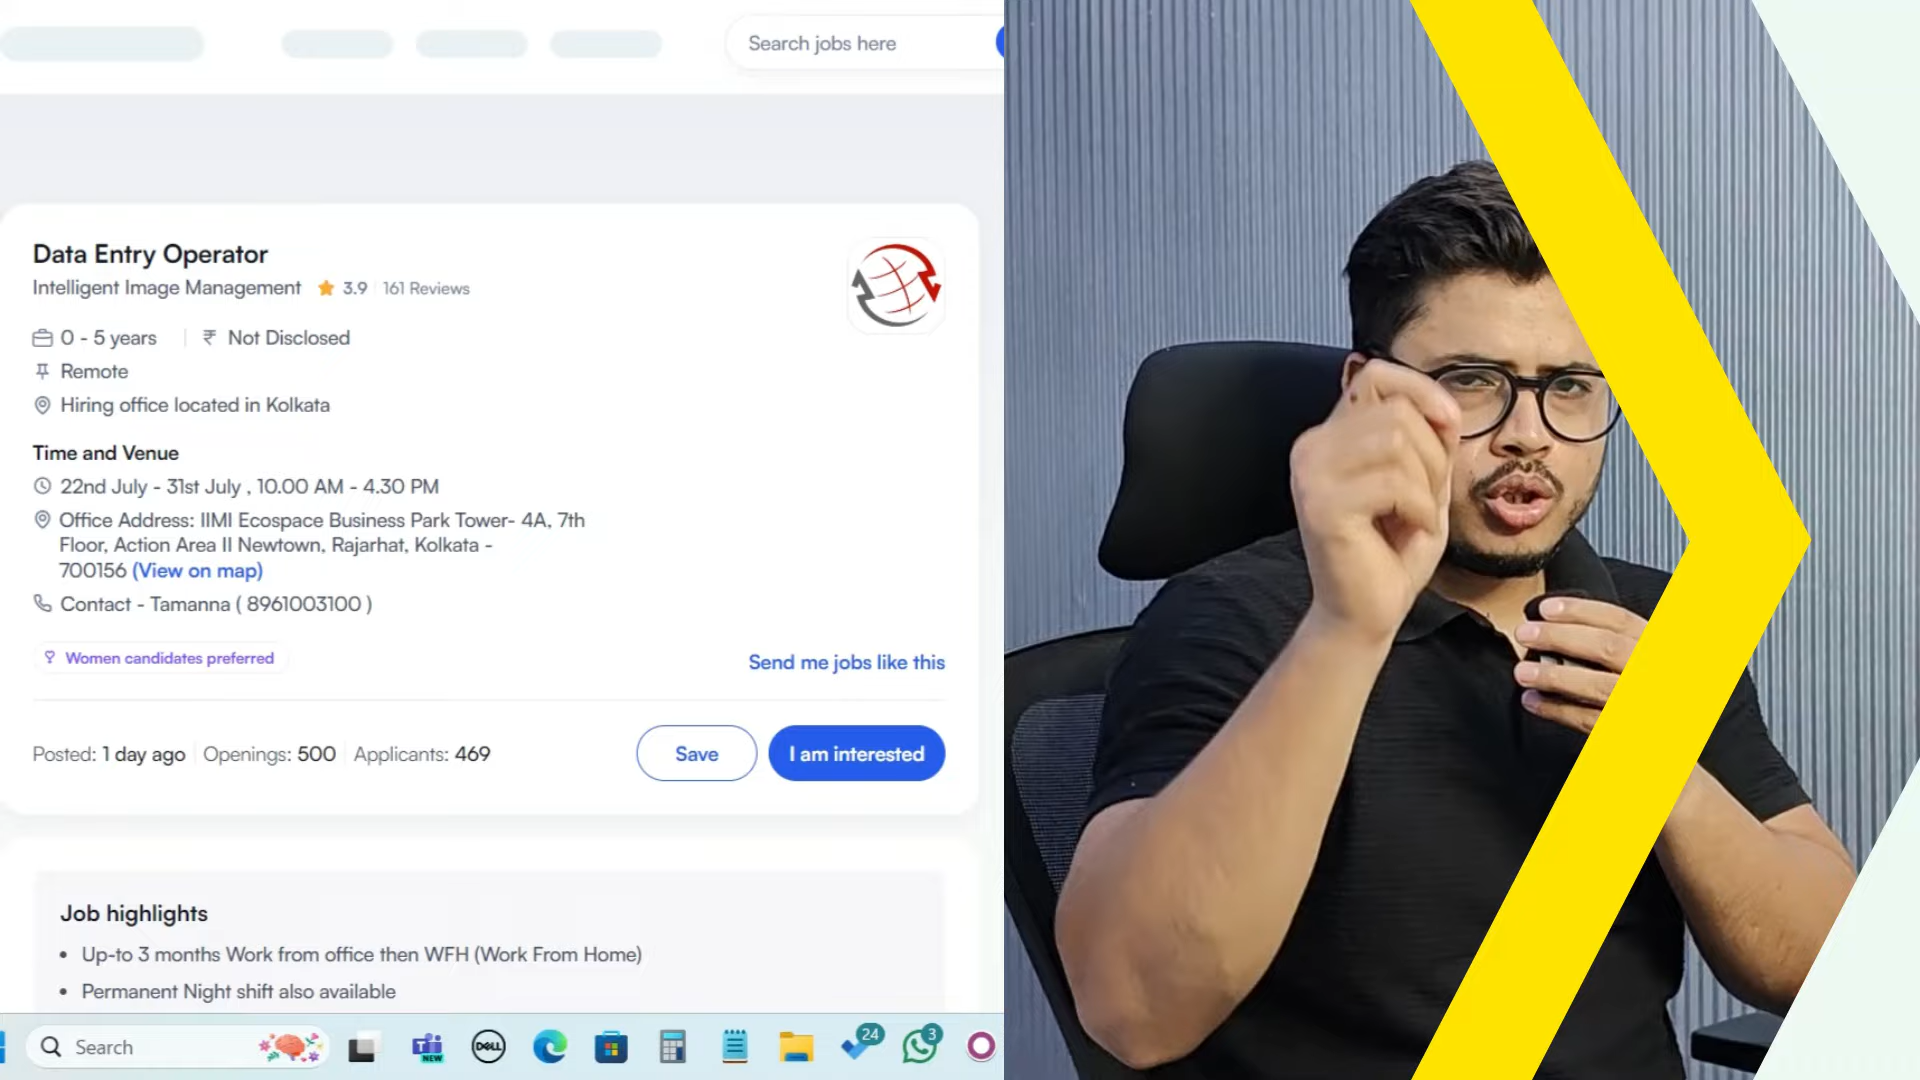 Search jobs here
Data Entry Operator
Intelligent Image Management 3.9 161 Reviews
0 - 5 years ₹ Not Disclosed
Remote
Hiring office located in Kolkata
Time and Venue
22nd July - 31st July , 10.00 AM - 4.30 PM
Office Address: IIMI Ecospace Business Park Tower- 4A, 7th
Floor, Action Area II Newtown, Rajarhat, Kolkata -
700156 (View on map)
Contact - Tamanna ( 8961003100 )
Women candidates preferred
Send me jobs like this
Posted: 1 day ago Openings: 500 Applicants: 469
Save
I am interested
Job highlights
• Up-to 3 months Work from office then WFH (Work From Home)
• Permanent Night shift also available
Search
T
NEW
DELL
24
3